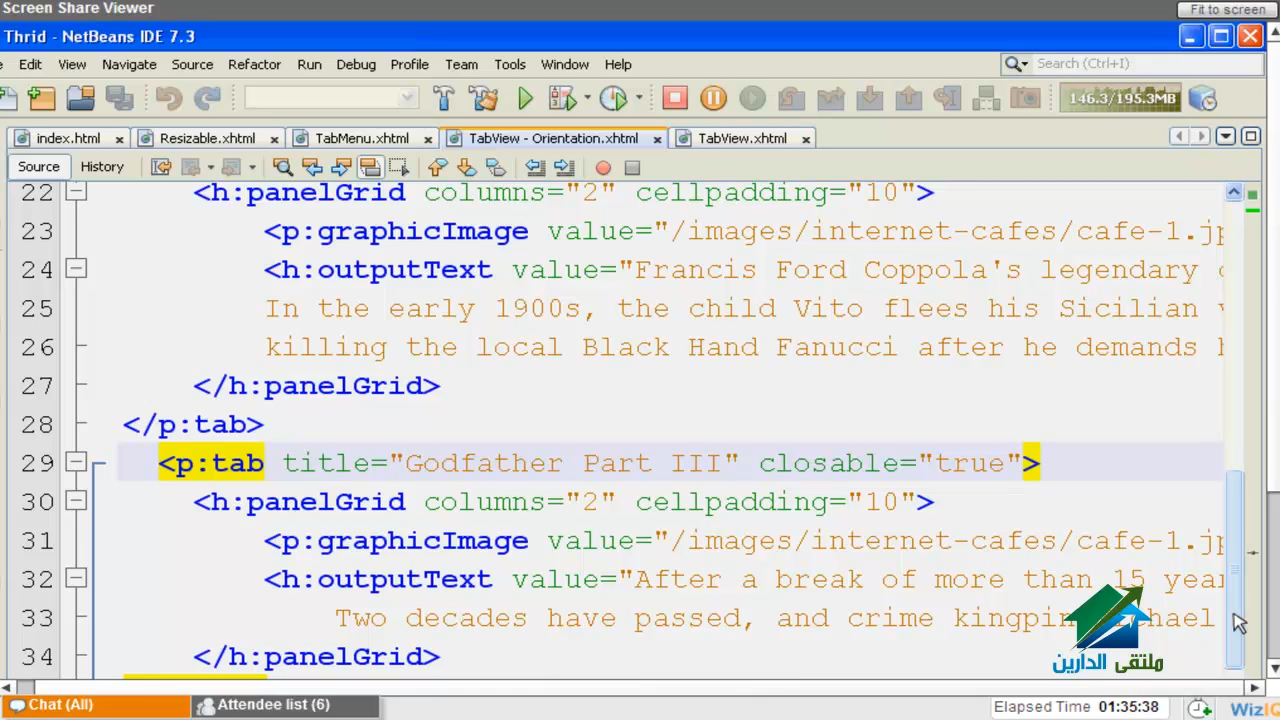 Screen Share Viewer
Fit to screen
Thrid - NetBeans IDE 7.3
Edit View Navigate Source Refactor Run Debug Profile Team Tools Window Help
Search (Ctrl+I)
146.3/195.3MB
index.html Resizable.xhtml TabMenu.xhtml TabView - Orientation.xhtml TabView.xhtml
Source History
22 <h:panelGrid columns="2" cellpadding="10">
23 <p:graphicImage value="/images/internet-cafes/cafe-1.jp
24 <h:outputText value="Francis Ford Coppola's legendary
25 In the early 1900s, the child Vito flees his Sicilian
26 killing the local Black Hand Fanucci after he demands
27 </h:panelGrid>
28 </p:tab>
29 <p:tab title="Godfather Part III" closable="true">
30 <h:panelGrid columns="2" cellpadding="10">
31 <p:graphicImage value="/images/internet-cafes/cafe-1.jp
32 <h:outputText value="After a break of more than 15 year
33 Two decades have passed, and crime kingpin Michael
34 </h:panelGrid>
ملتقى الدارين
Chat (All)
Attendee list (6)
Elapsed Time 01:35:38
WizIQ